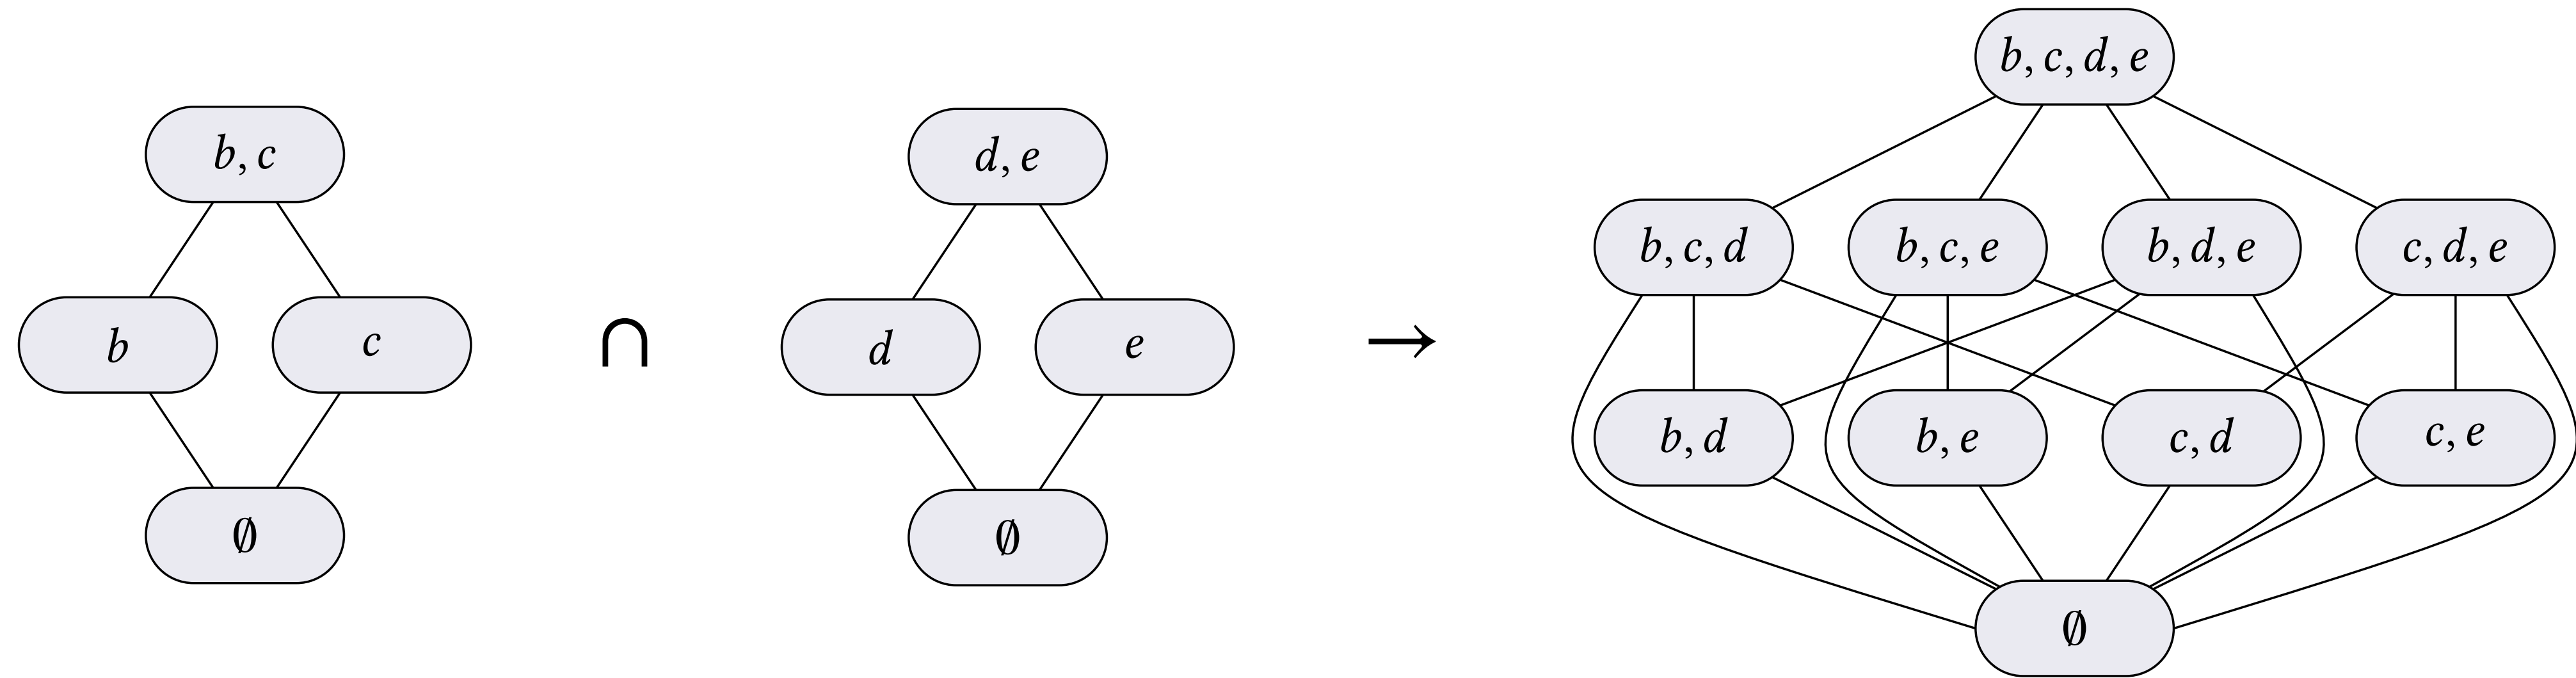 b, c
b
c
∅
∩
d, e
d
e
∅
→
b, c, d, e
b, c, d
b, c, e
b, d, e
c, d, e
b, d
b, e
c, d
c, e
∅